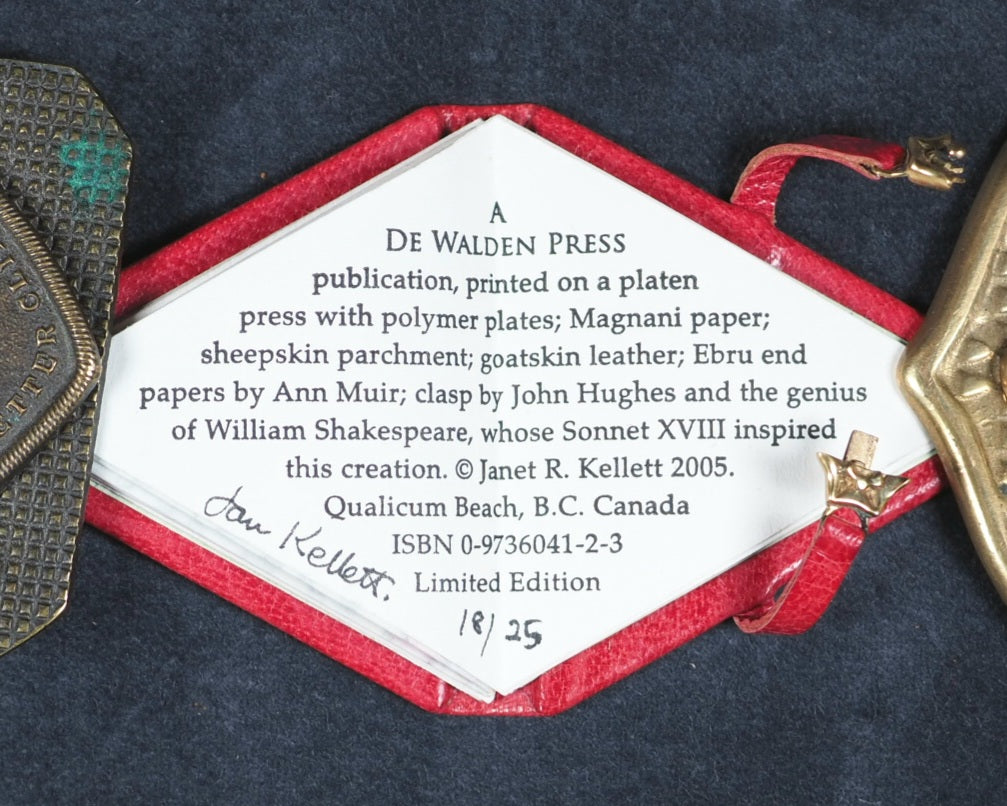 A
DE WALDEN PRESS
publication, printed on a platen
press with polymer plates; Magnani paper;
sheepskin parchment; goatskin leather; Ebru end
papers by Ann Muir; clasp by John Hughes and the genius
of William Shakespeare, whose Sonnet XVIII inspired
this creation. © Janet R. Kellett 2005.
Qualicum Beach, B.C. Canada
ISBN 0-9736041-2-3
Jan Kellett.
Limited Edition
18/25